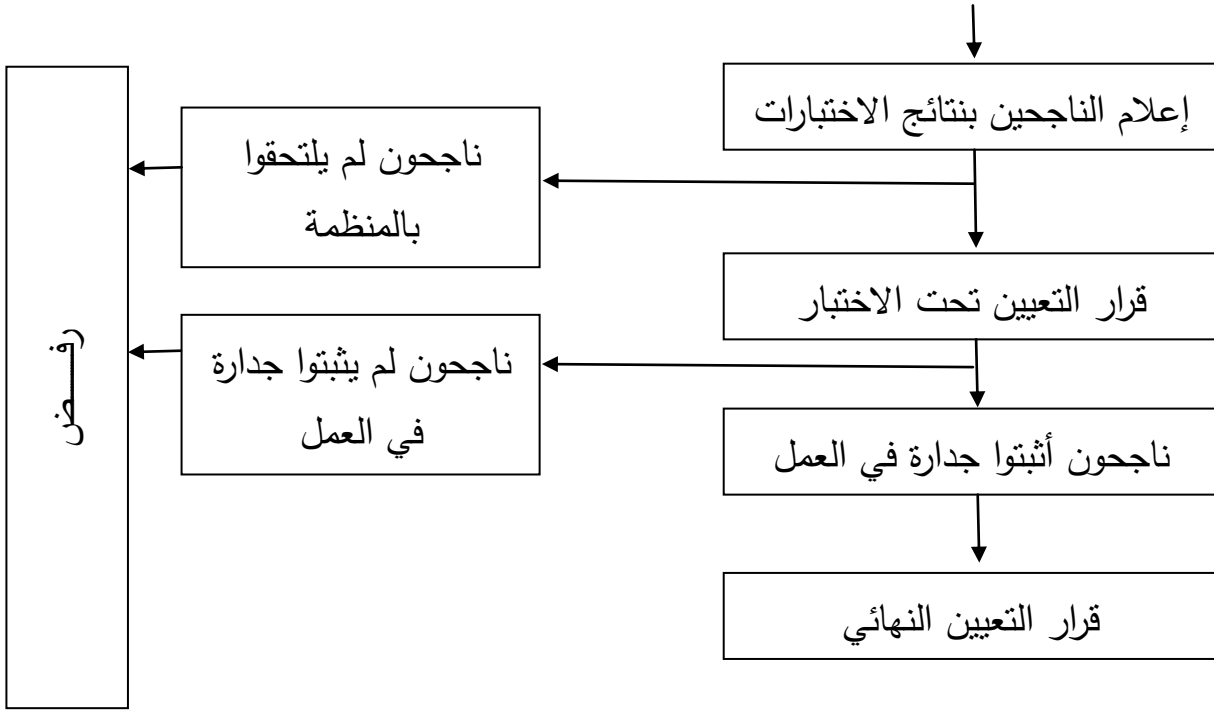 إعلام الناجحين بنتائج الاختبارات
ناجحون لم يلتحقوا
بالمنظمة
قرار التعيين تحت الاختبار
ناجحون لم يثبتوا جدارة
في العمل
ناجحون أثبتوا جدارة في العمل
قرار التعيين النهائي
رفــــض